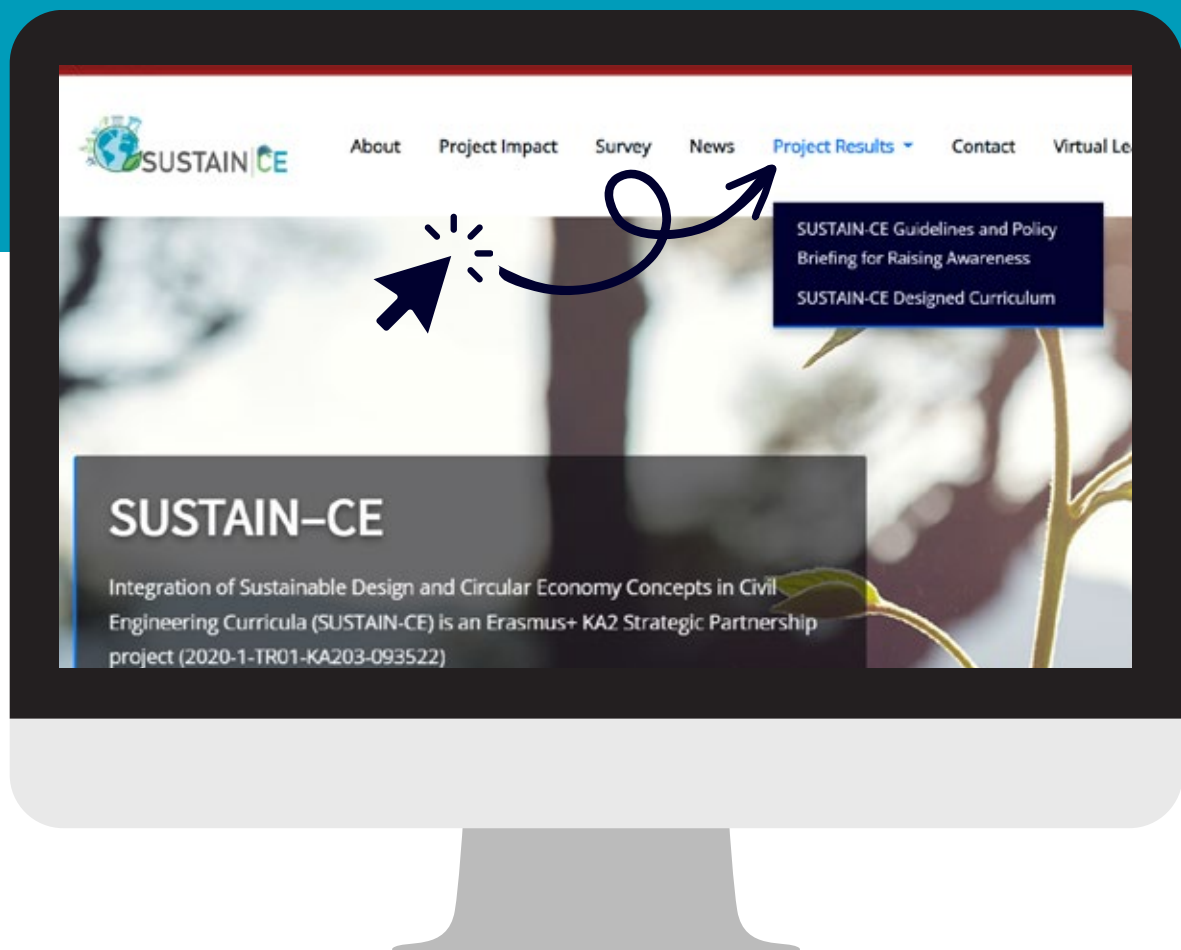 SUSTAIN CE
About Project Impact Survey News Project Results Contact Virtual Le
SUSTAIN-CE Guidelines and Policy
Briefing for Raising Awareness
SUSTAIN-CE Designed Curriculum
SUSTAIN–CE
Integration of Sustainable Design and Circular Economy Concepts in Civil
Engineering Curricula (SUSTAIN-CE) is an Erasmus+ KA2 Strategic Partnership
project (2020-1-TR01-KA203-093522)